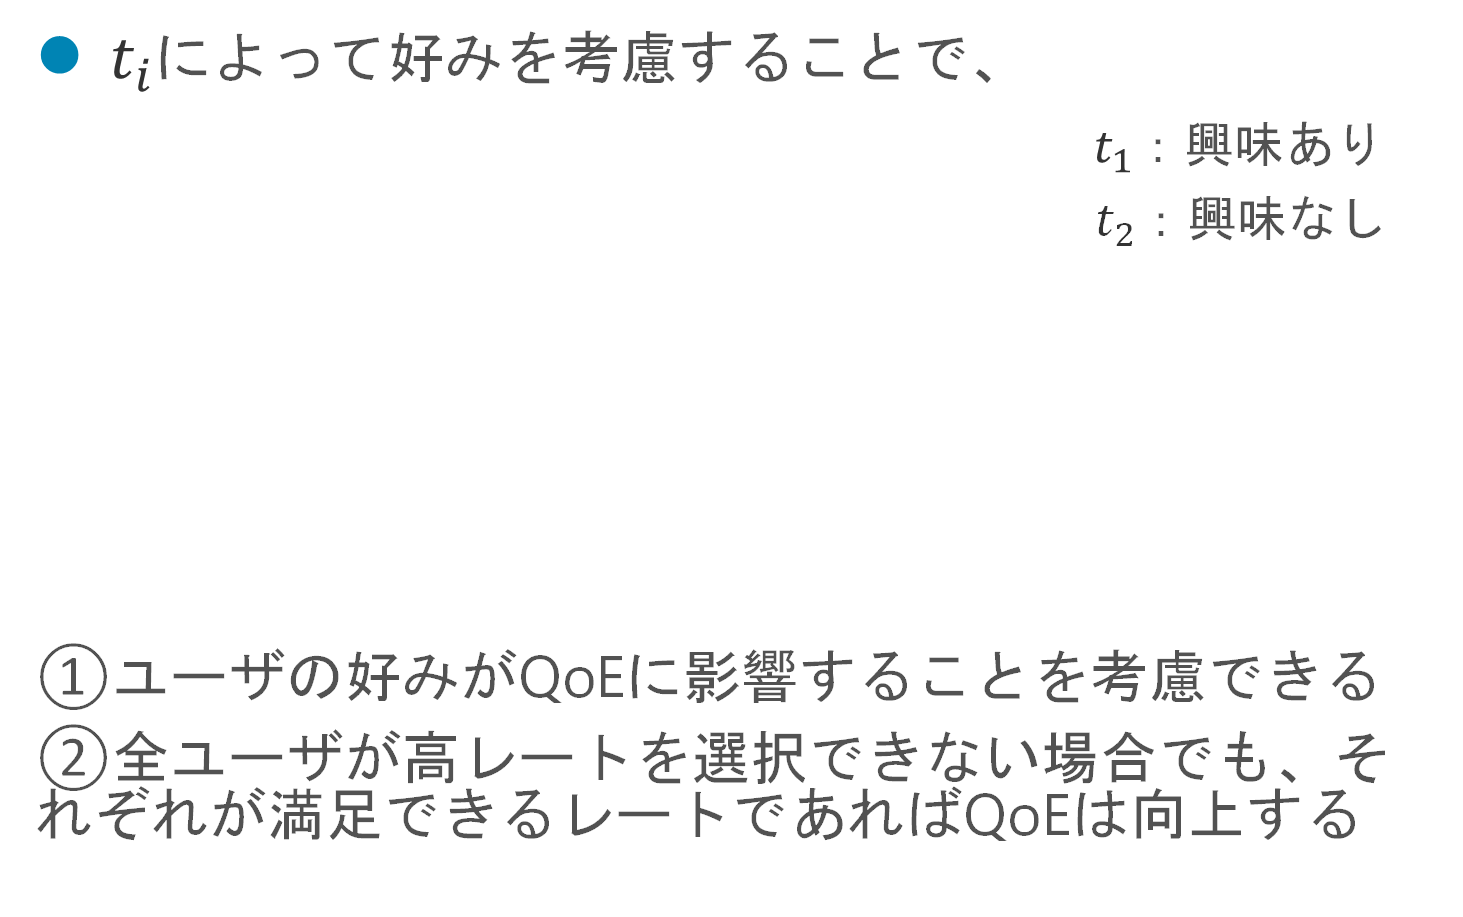 ● tᵢによって好みを考慮することで、
t₁：興味あり
t₂：興味なし
①ユーザの好みがQoEに影響することを考慮できる
②全ユーザが高レートを選択できない場合でも、そ
れぞれが満足できるレートであればQoEは向上する